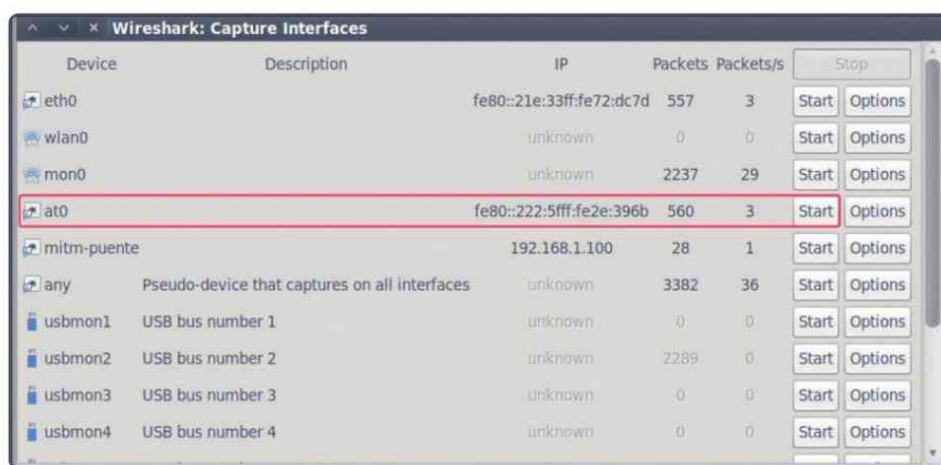 Wireshark: Capture Interfaces
Device Description IP Packets Packets/s Stop
eth0 fe80::21e:33ff:fe72:dc7d 557 3 Start Options
wlan0 unknown 0 0 Start Options
mon0 unknown 2237 29 Start Options
at0 fe80::222:5fff:fe2e:396b 560 3 Start Options
mitm-puente 192.168.1.100 28 1 Start Options
any Pseudo-device that captures on all interfaces unknown 3382 36 Start Options
usbmon1 USB bus number 1 unknown 0 0 Start Options
usbmon2 USB bus number 2 unknown 2289 0 Start Options
usbmon3 USB bus number 3 unknown 0 0 Start Options
usbmon4 USB bus number 4 unknown 0 0 Start Options